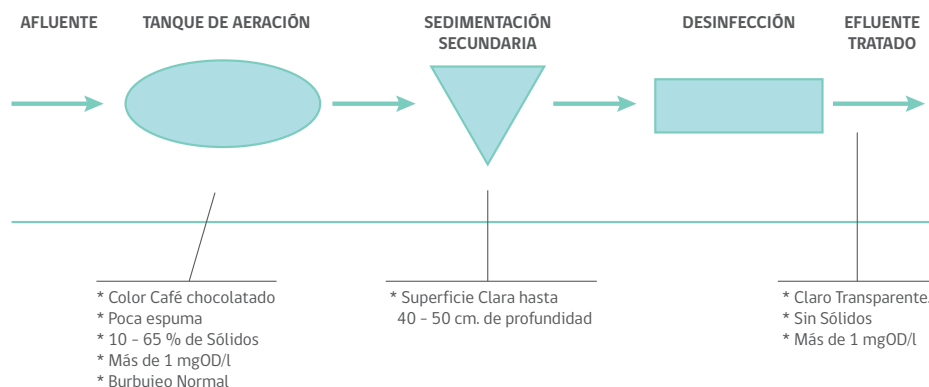 AFLUENTE
TANQUE DE AERACIÓN
SEDIMENTACIÓN
SECUNDARIA
DESINFECCIÓN
EFLUENTE
TRATADO
* Color Café chocolatado
* Poca espuma
* 10 – 65 % de Sólidos
* Más de 1 mgOD/l
* Burbujeo Normal
* Superficie Clara hasta
40 – 50 cm. de profundidad
* Claro Transparente.
* Sin Sólidos
* Más de 1 mgOD/l